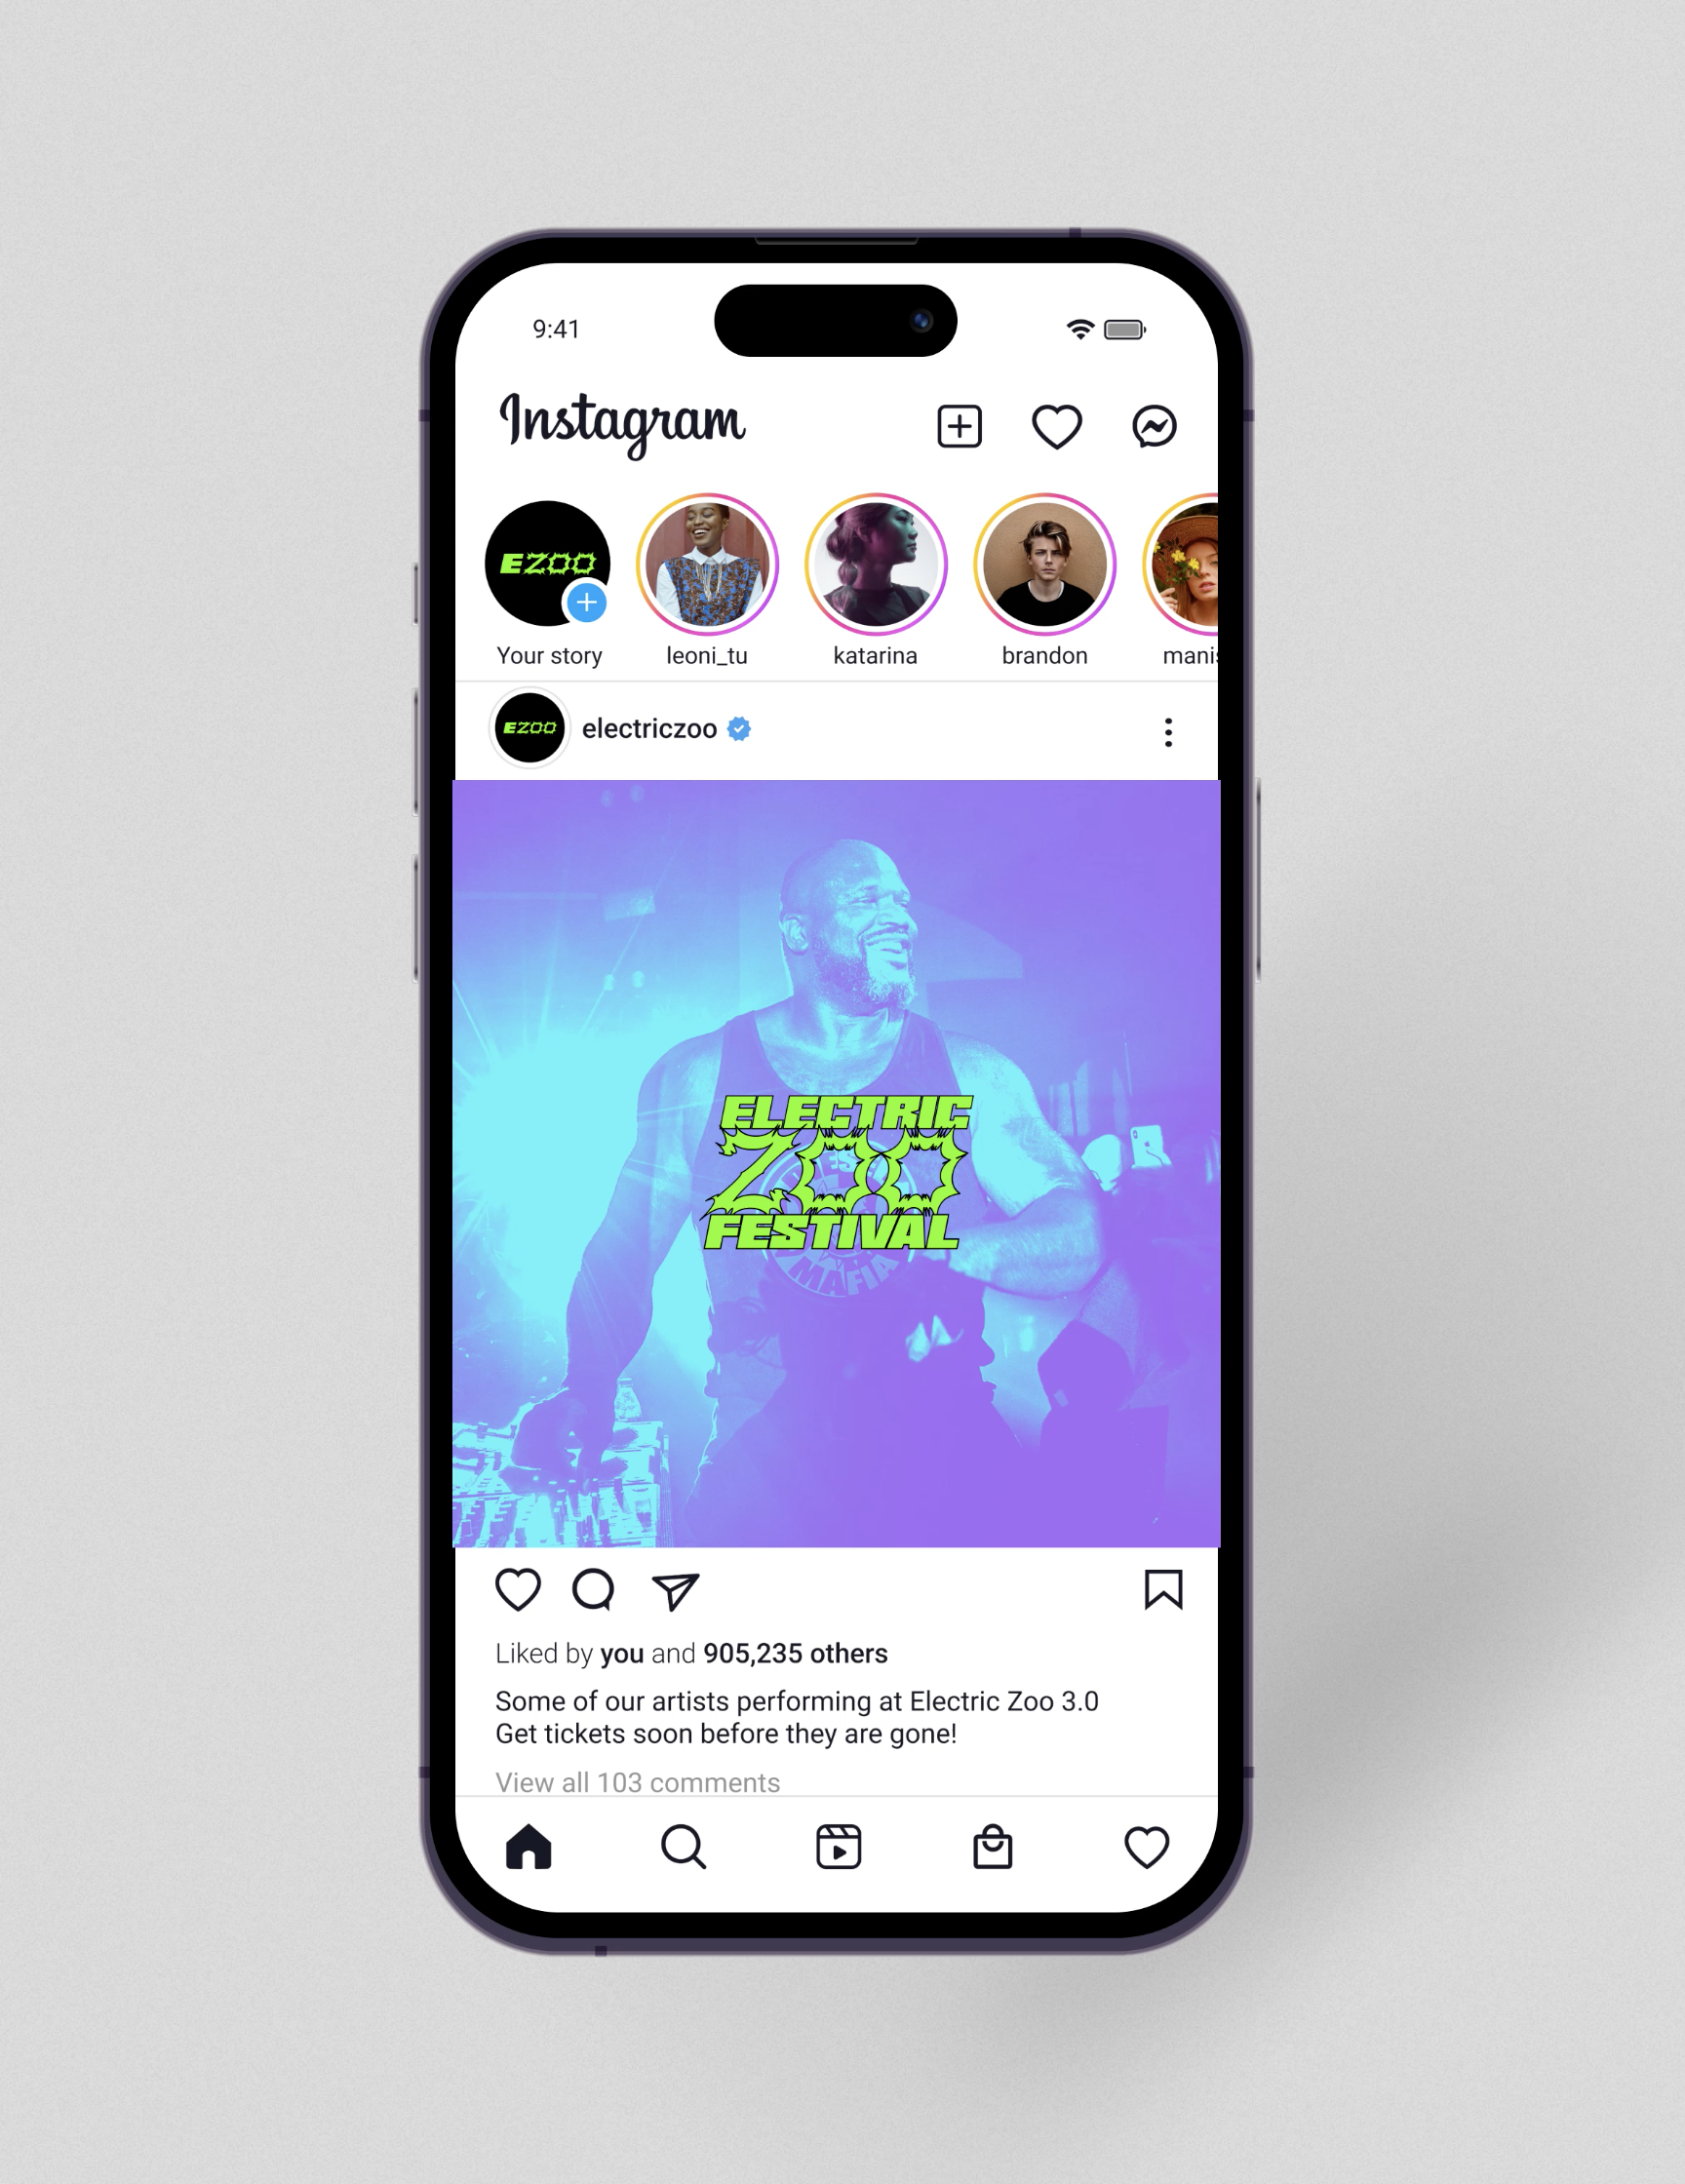 9:41
Instagram
EZOO
Your story
leoni_tu
katarina
brandon
EZOO
electriczoo
ELECTRIC
ZOO
FESTIVAL
MAFIA
Liked by you and 905,235 others
Some of our artists performing at Electric Zoo 3.0
Get tickets soon before they are gone!
View all 103 comments